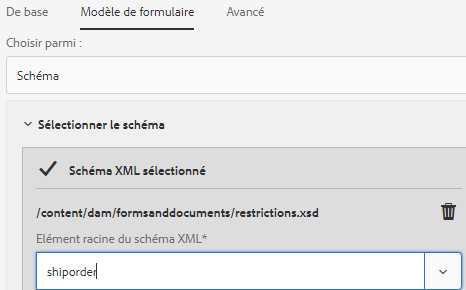 De base Modèle de formulaire Avancé
Choisir parmi :
Schéma
Sélectionner le schéma
Schéma XML sélectionné
/content/dam/formsanddocuments/restrictions.xsd
Elément racine du schéma XML*
shiporder